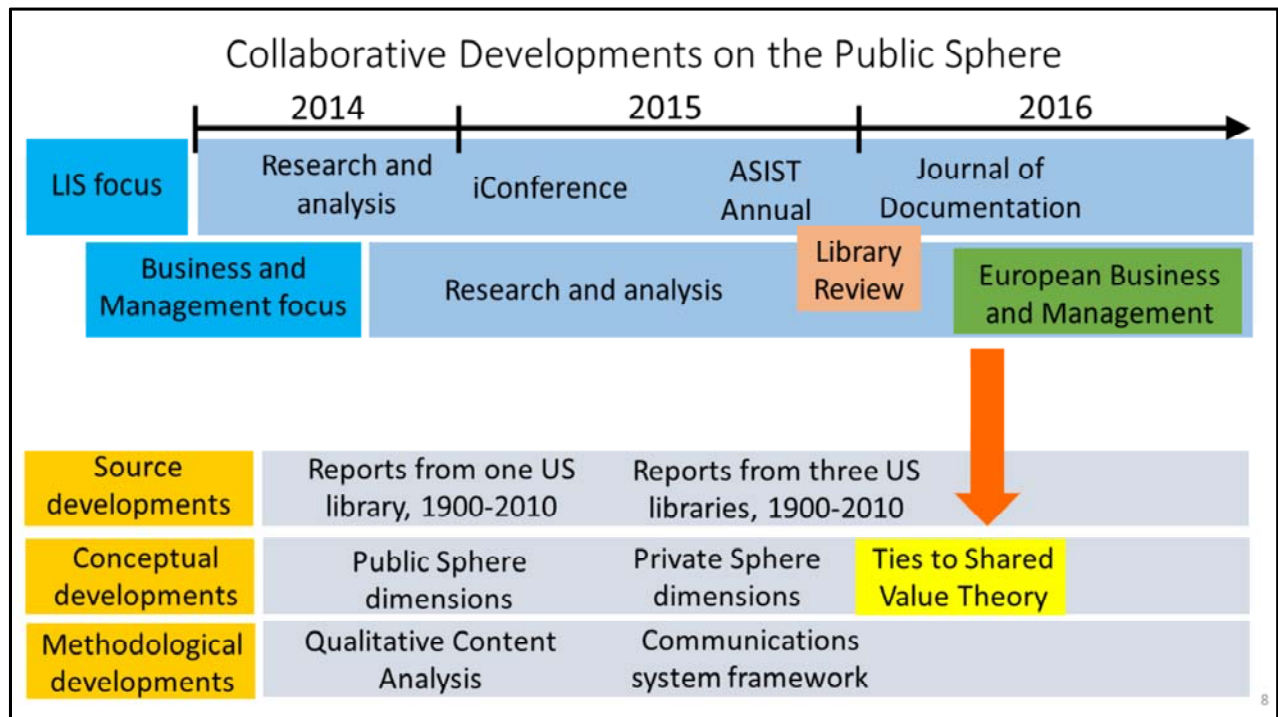 Collaborative Developments on the Public Sphere
2014
2015
2016
LIS focus
Research and
analysis
iConference
ASIST
Annual
Journal of
Documentation
Business and
Management focus
Research and analysis
Library
Review
European Business
and Management
Source
developments
Reports from one US
library, 1900-2010
Reports from three US
libraries, 1900-2010
Conceptual
developments
Public Sphere
dimensions
Private Sphere
dimensions
Ties to Shared
Value Theory
Methodological
developments
Qualitative Content
Analysis
Communications
system framework
8